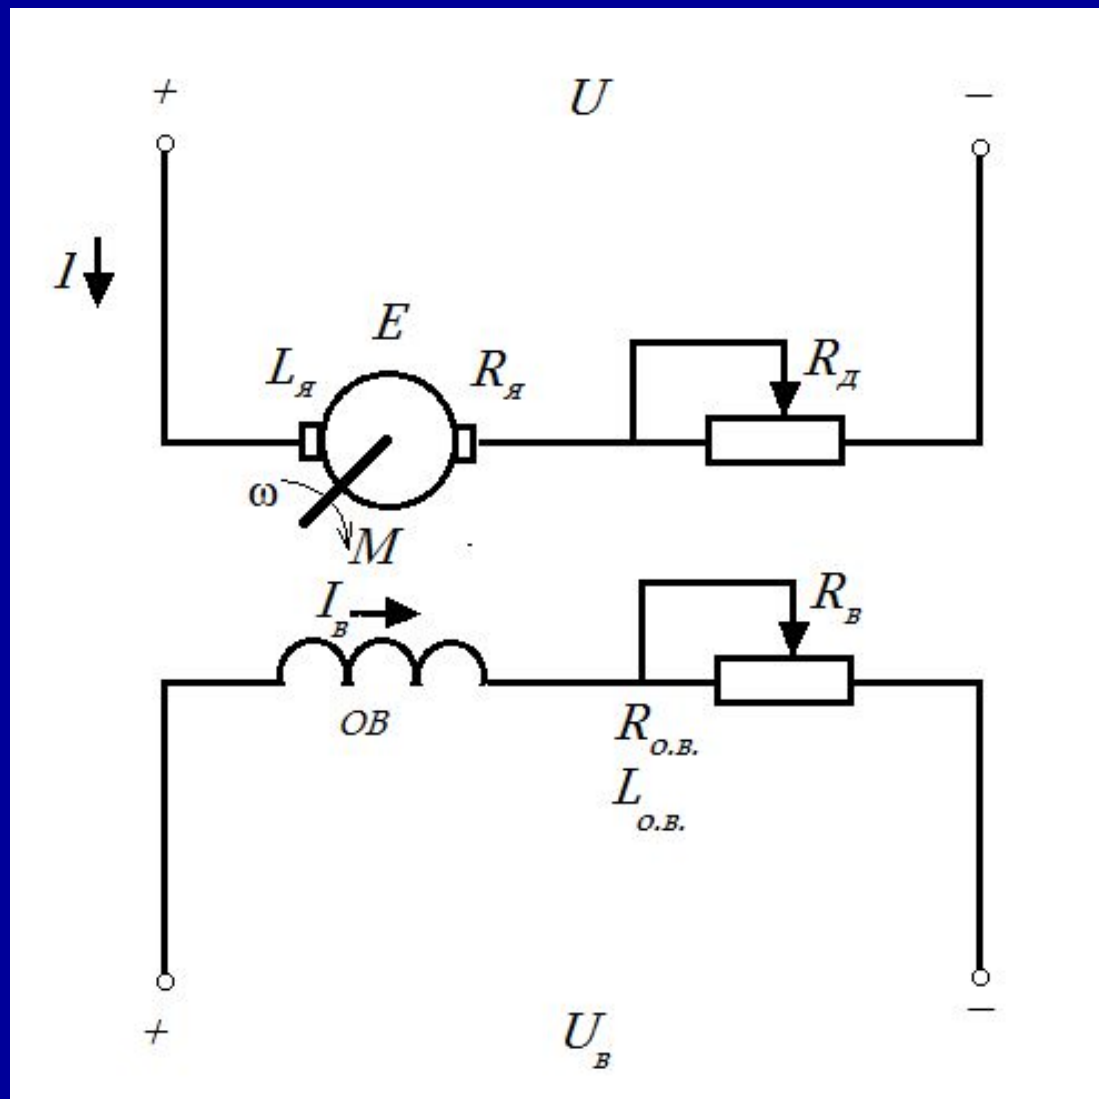 + U –
I
E
Lя Rя Rд
ω
M
Iв Rв
ОВ
Rо.в.
Lо.в.
+ Uв –